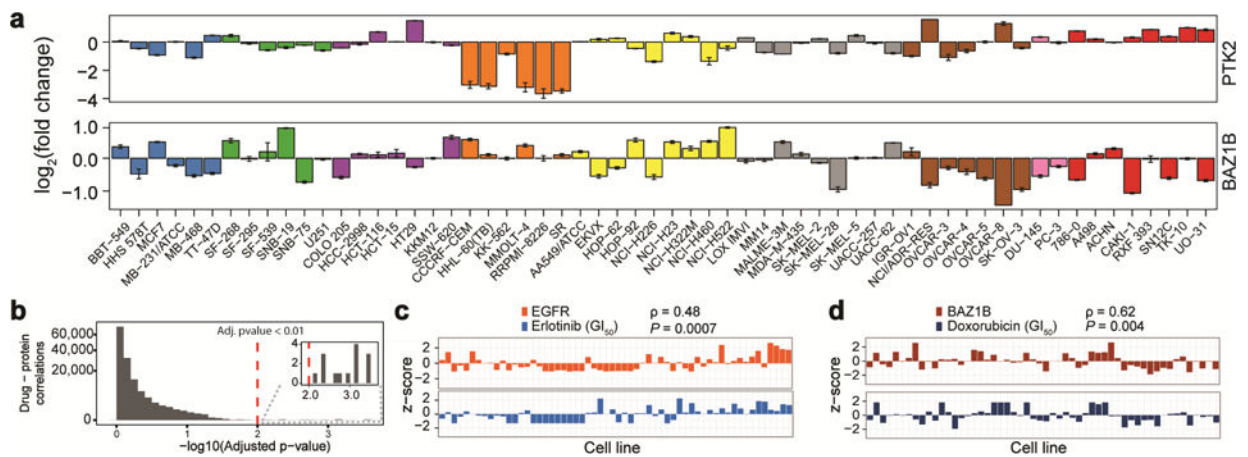 a
2
0
-2
-4
PTK2
1.0
0.0
-1.0
BAZ1B
log2(fold change)
BBT-549
HHS 578T
MCF7
MB-231/ATCC
MB-468
TT-47D
SF-268
SF-295
SF-539
SNB-19
SNB-75
U251
COLO 205
HCC-2998
HCT-116
HCT-15
HT29
KKM12
SSW-620
CCCRF-CEM
HHL-60(TB)
KK-562
MMOLT-4
RRPMI-8226
SR
AA549/ATCC
EKVX
HOP-62
HOP-92
NCI-H226
NCI-H23
NCI-H322M
NCI-H460
NCI-H522
LOX IMVI
MM14
MALME-3M
MDA-M-435
SK-MEL-2
SK-MEL-28
SK-MEL-5
UACC-257
UACC-62
IGR-OV1
NCI/ADR-RES
OVCAR-3
OVCAR-4
OVCAR-5
OVCAR-8
SK-OV-3
DU-145
PC-3
786-0
A498
ACHN
CAKI-1
RXF 393
SN12C
TK-10
UO-31
b
Adj. pvalue < 0.01
60,000
40,000
20,000
0
Drug – protein
correlations
4
2
0
2.0 3.0
0 1 2 3
−log10(Adjusted p-value)
c
EGFR ρ = 0.48
Erlotinib (GI50) P = 0.0007
2
0
−2
2
0
−2
z-score
Cell line
d
BAZ1B ρ = 0.62
Doxorubicin (GI50) P = 0.004
2
0
−2
2
0
−2
z-score
Cell line